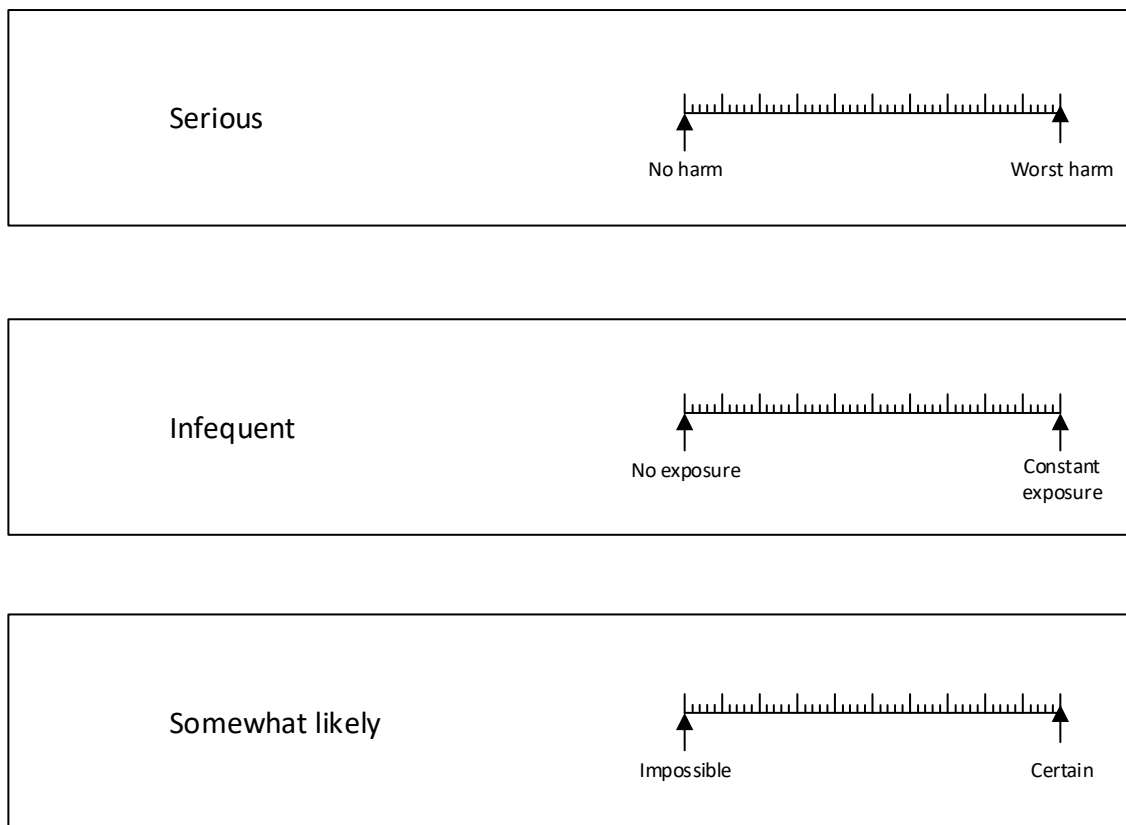 Serious
No harm
Worst harm
Infequent
No exposure
Constant
exposure
Somewhat likely
Impossible
Certain